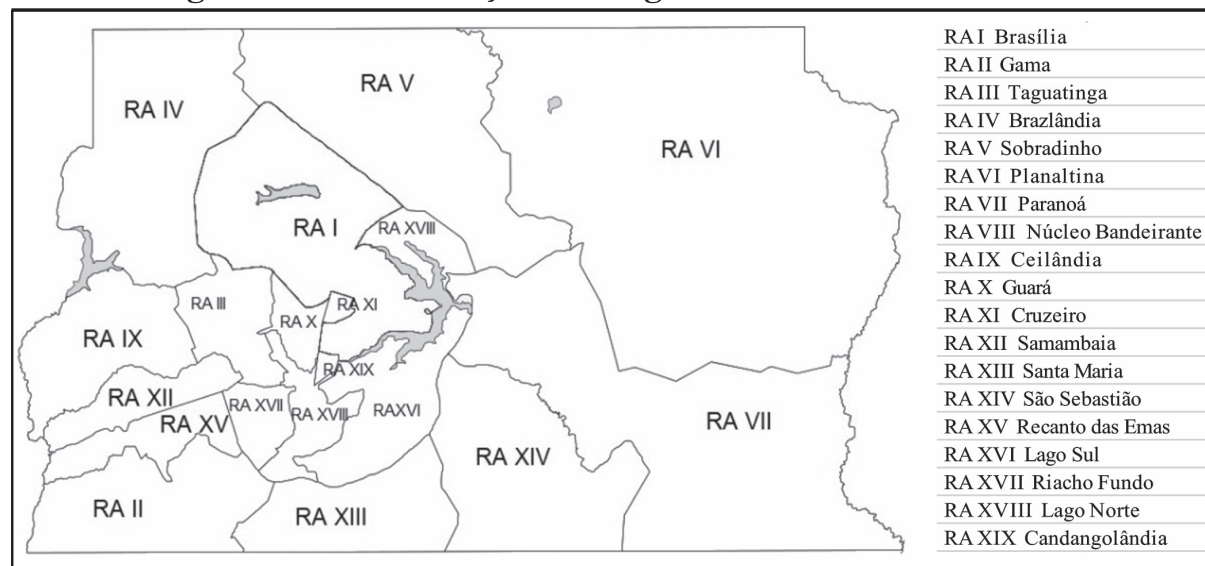 RA IV
RA V
RA VI
RA I
RA XVIII
RA III
RA X
RA XI
RA IX
RA XIX
RA XII
RA XV
RA XVII
RA XVIII
RAXVI
RA VII
RA XIV
RA II
RA XIII
RA I Brasília
RA II Gama
RA III Taguatinga
RA IV Brazlândia
RA V Sobradinho
RA VI Planaltina
RA VII Paranoá
RA VIII Núcleo Bandeirante
RA IX Ceilândia
RA X Guará
RA XI Cruzeiro
RA XII Samambaia
RA XIII Santa Maria
RA XIV São Sebastião
RA XV Recanto das Emas
RA XVI Lago Sul
RA XVII Riacho Fundo
RA XVIII Lago Norte
RA XIX Candangolândia